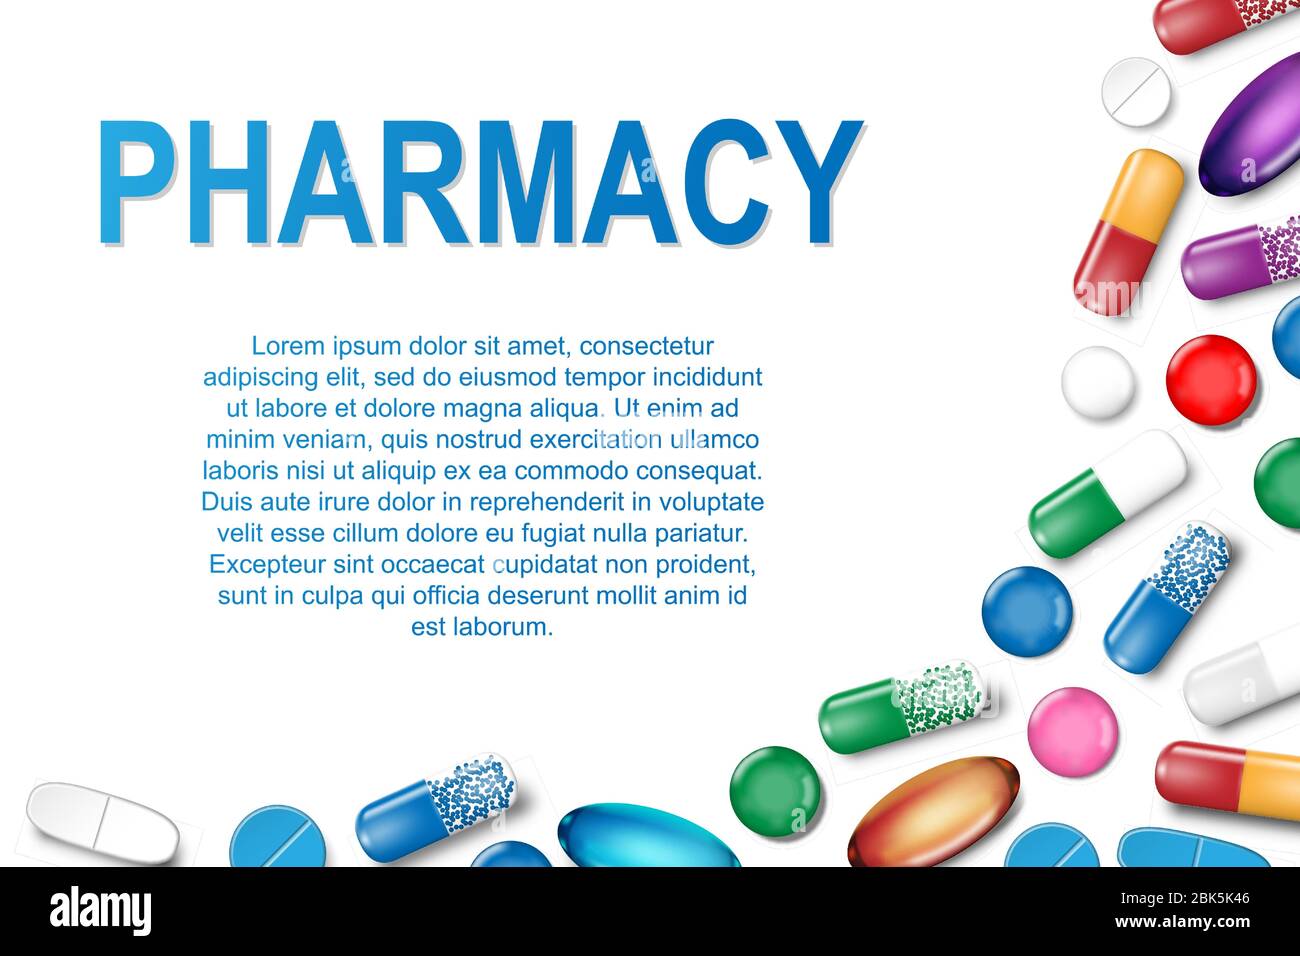 PHARMACY
Lorem ipsum dolor sit amet, consectetur
adipiscing elit, sed do eiusmod tempor incididunt
ut labore et dolore magna aliqua. Ut enim ad
minim veniam, quis nostrud exercitation ullamco
laboris nisi ut aliquip ex ea commodo consequat.
Duis aute irure dolor in reprehenderit in voluptate
velit esse cillum dolore eu fugiat nulla pariatur.
Excepteur sint occaecat cupidatat non proident,
sunt in culpa qui officia deserunt mollit anim id
est laborum.
alamy
Image ID: 2BK5K46
www.alamy.com